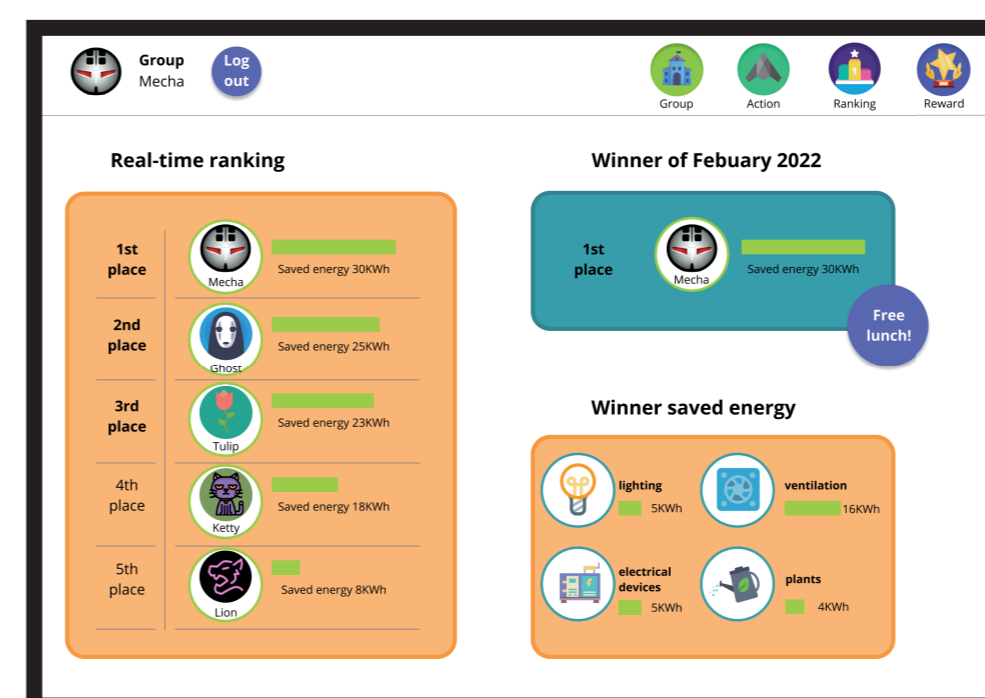 Group
Mecha
Log
out
Group
Action
Ranking
Reward
Real-time ranking
1st
place
Mecha
Saved energy 30KWh
2nd
place
Ghost
Saved energy 25KWh
3rd
place
Tulip
Saved energy 23KWh
4th
place
Ketty
Saved energy 18KWh
5th
place
Lion
Saved energy 8KWh
Winner of Febuary 2022
1st
place
Mecha
Saved energy 30KWh
Free
lunch!
Winner saved energy
lighting
5KWh
ventilation
16KWh
electrical
devices
5KWh
plants
4KWh